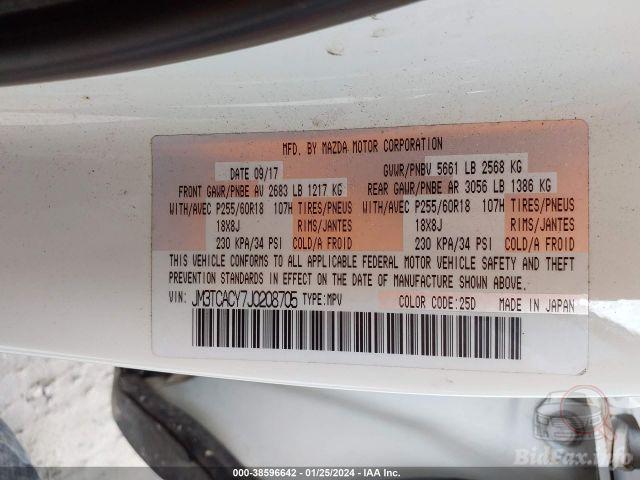 MFD. BY MAZDA MOTOR CORPORATION
DATE 09/17 GVWR/PNBV 5661 LB 2568 KG
FRONT GAWR/PNBE AV 2683 LB 1217 KG REAR GAWR/PNBE AR 3056 LB 1386 KG
WITH/AVEC P255/60R18 107H TIRES/PNEUS WITH/AVEC P255/60R18 107H TIRES/PNEUS
18X8J RIMS/JANTES 18X8J RIMS/JANTES
230 KPA/34 PSI COLD/A FROID 230 KPA/34 PSI COLD/A FROID
THIS VEHICLE CONFORMS TO ALL APPLICABLE FEDERAL MOTOR VEHICLE SAFETY AND THEFT
PREVENTION STANDARDS IN EFFECT ON THE DATE OF MANUFACTURE SHOWN ABOVE.
VIN: JM3TCACY7J0208705 TYPE:MPV COLOR CODE:25D MADE IN JAPAN
BidFax.info
000-38596642 - 01/25/2024 - IAA Inc.